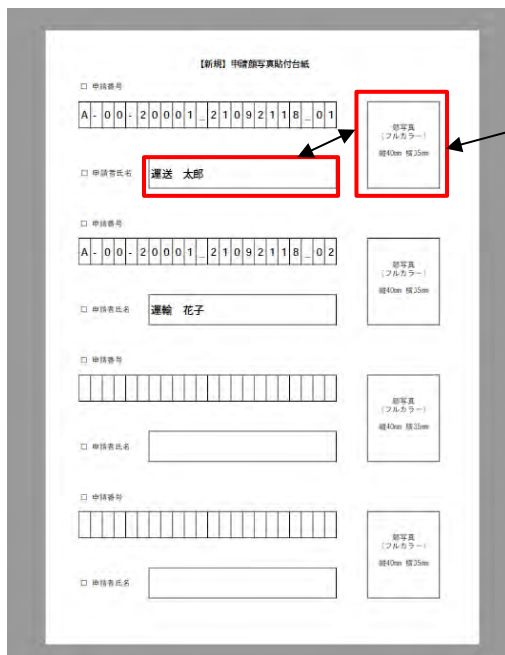 【新規】申請顔写真貼付台紙
□ 申請番号
A-00-20001_21092118_01
顔写真
(フルカラー)
縦40mm 横35mm
□ 申請者氏名
運送 太郎
□ 申請番号
A-00-20001_21092118_02
顔写真
(フルカラー)
縦40mm 横35mm
□ 申請者氏名
運輸 花子
□ 申請番号
顔写真
(フルカラー)
縦40mm 横35mm
□ 申請者氏名
□ 申請番号
顔写真
(フルカラー)
縦40mm 横35mm
□ 申請者氏名